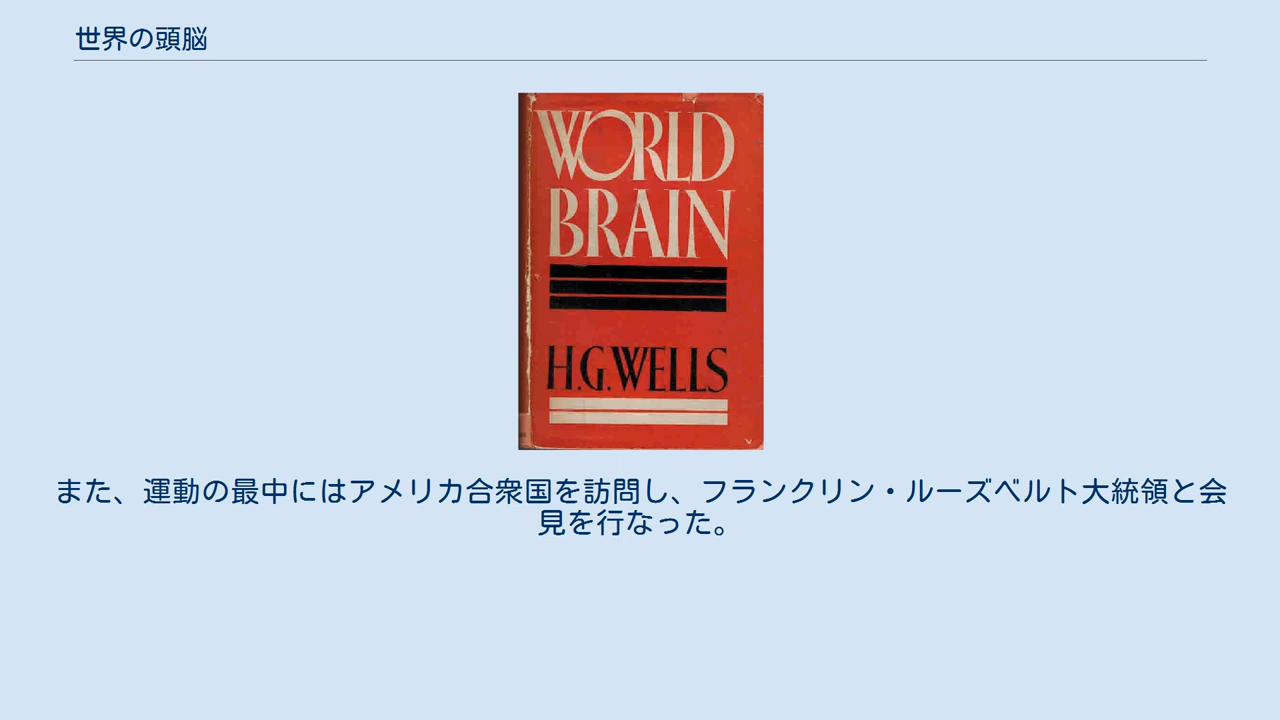 世界の頭脳
WORLD
BRAIN
H.G.WELLS
また、運動の最中にはアメリカ合衆国を訪問し、フランクリン・ルーズベルト大統領と会
見を行なった。